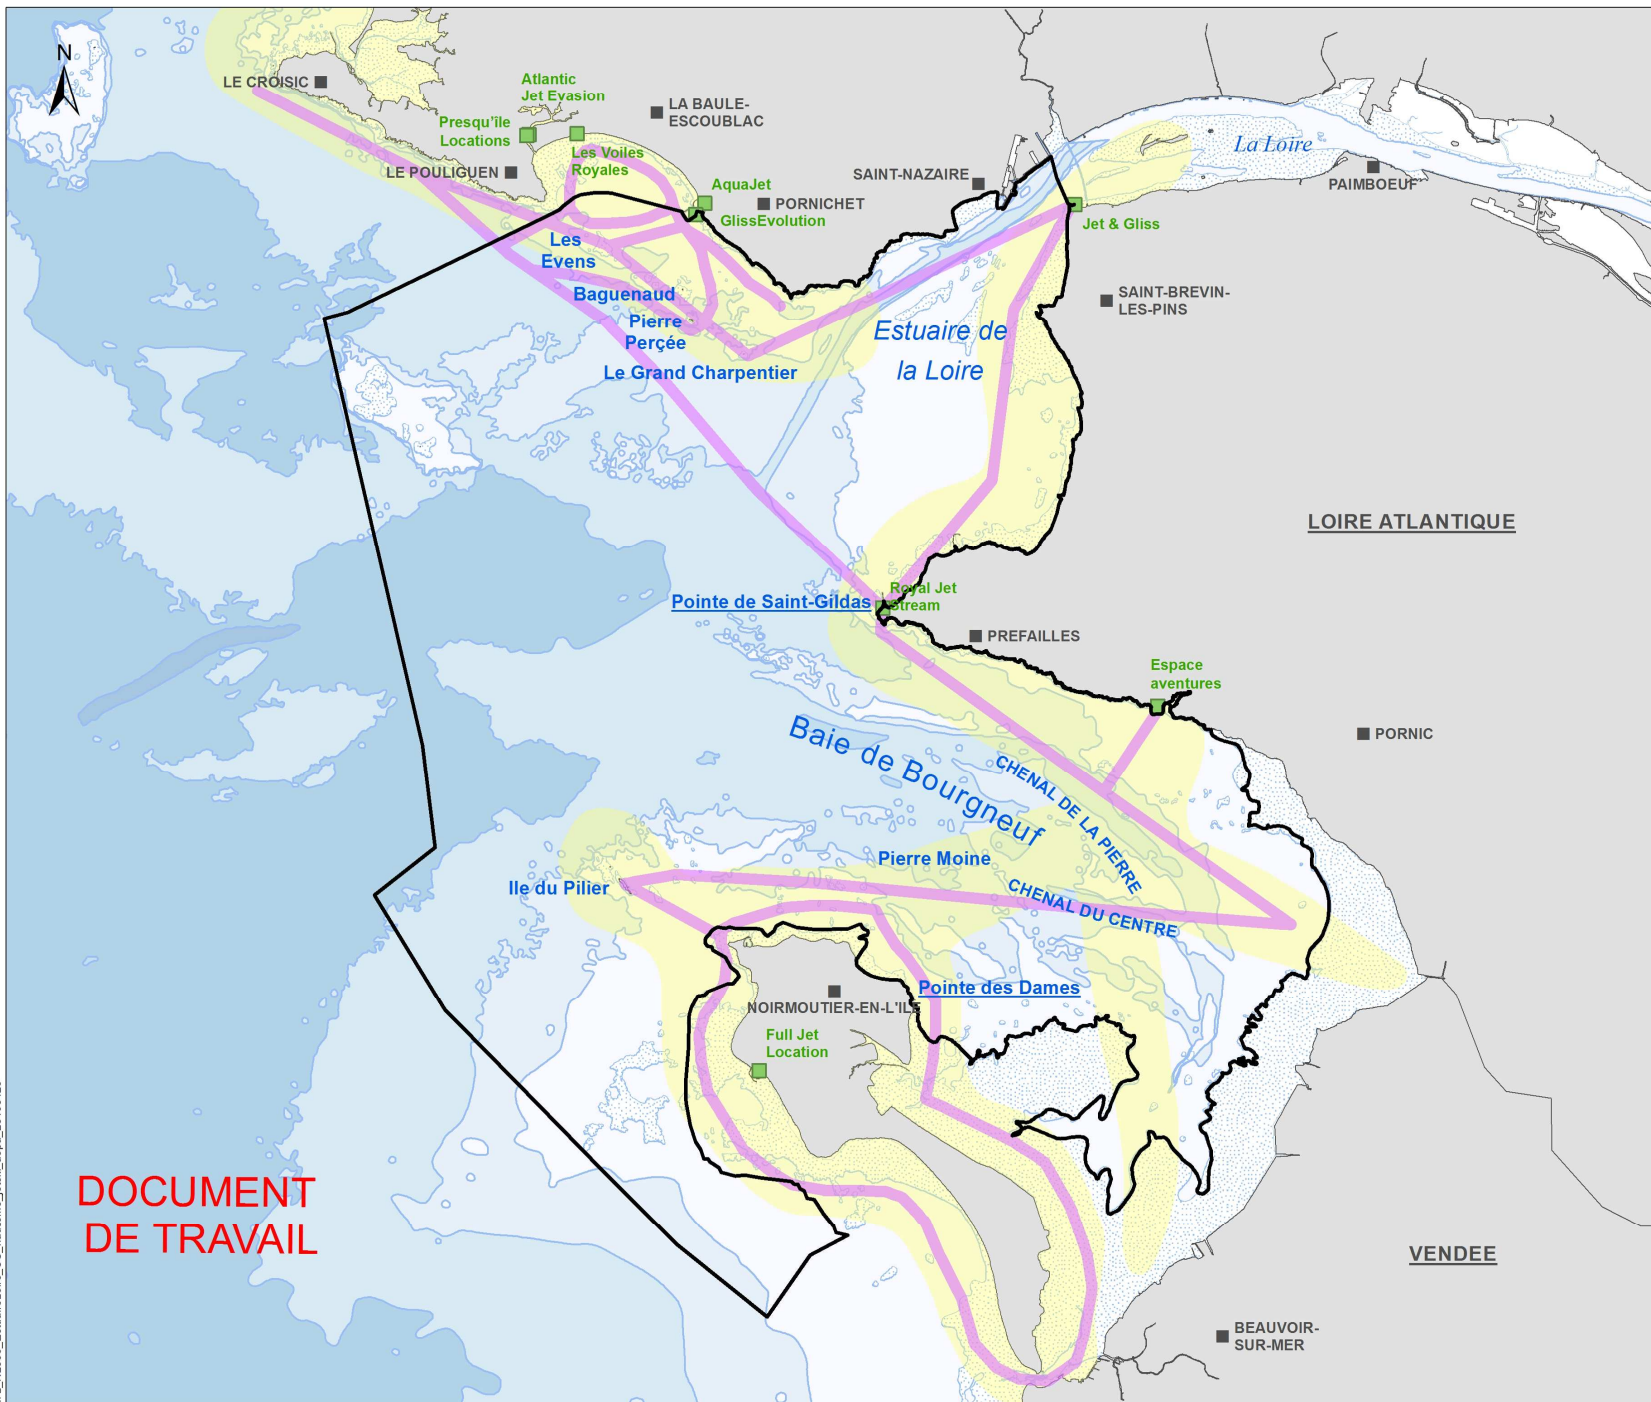 N
LE CROISIC
Atlantic
Jet Evasion
LA BAULE-
ESCOUBLAC
Presqu'île
Locations
Les Voiles
Royales
LE POULIGUEN
La Loire
SAINT-NAZAIRE
PAIMBOEUF
AquaJet
PORNICHET
GlissEvolution
Jet & Gliss
Les
Evens
Baguenaud
SAINT-BREVIN-
LES-PINS
Pierre
Perçée
Estuaire de
la Loire
Le Grand Charpentier
LOIRE ATLANTIQUE
Royal Jet
Stream
Pointe de Saint-Gildas
PREFAILLES
Espace
aventures
PORNIC
Baie de Bourgneuf
CHENAL DE LA PIERRE
Pierre Moine
Ile du Pilier
CHENAL DU CENTRE
Pointe des Dames
NOIRMOUTIER-EN-L'ILE
Full Jet
Location
DOCUMENT
DE TRAVAIL
VENDEE
BEAUVOIR-
SUR-MER